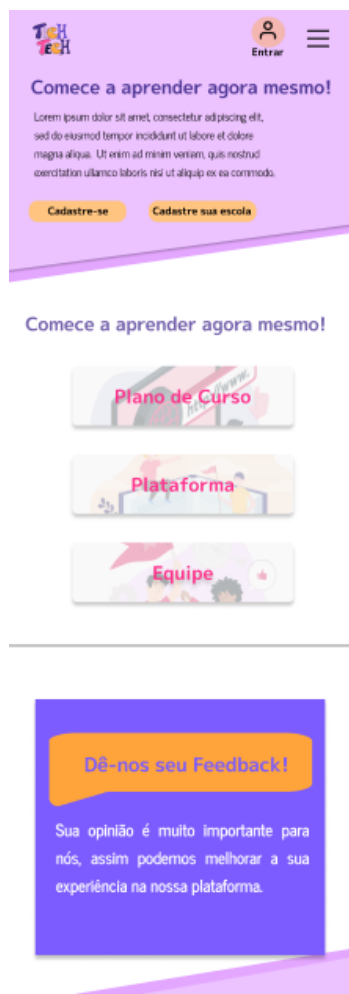 TECH
TEECH
Entrar
Comece a aprender agora mesmo!
Lorem ipsum dolor sit amet, consectetur adipiscing elit,
sed do eiusmod tempor incididunt ut labore et dolore
magna aliqua. Ut enim ad minim veniam, quis nostrud
exercitation ullamco laboris nisi ut aliquip ex ea commodo.
Cadastre-se
Cadastre sua escola
Comece a aprender agora mesmo!
http://www.
Plano de Curso
Plataforma
Equipe
Dê-nos seu Feedback!
Sua opinião é muito importante para
nós, assim podemos melhorar a sua
experiência na nossa plataforma.